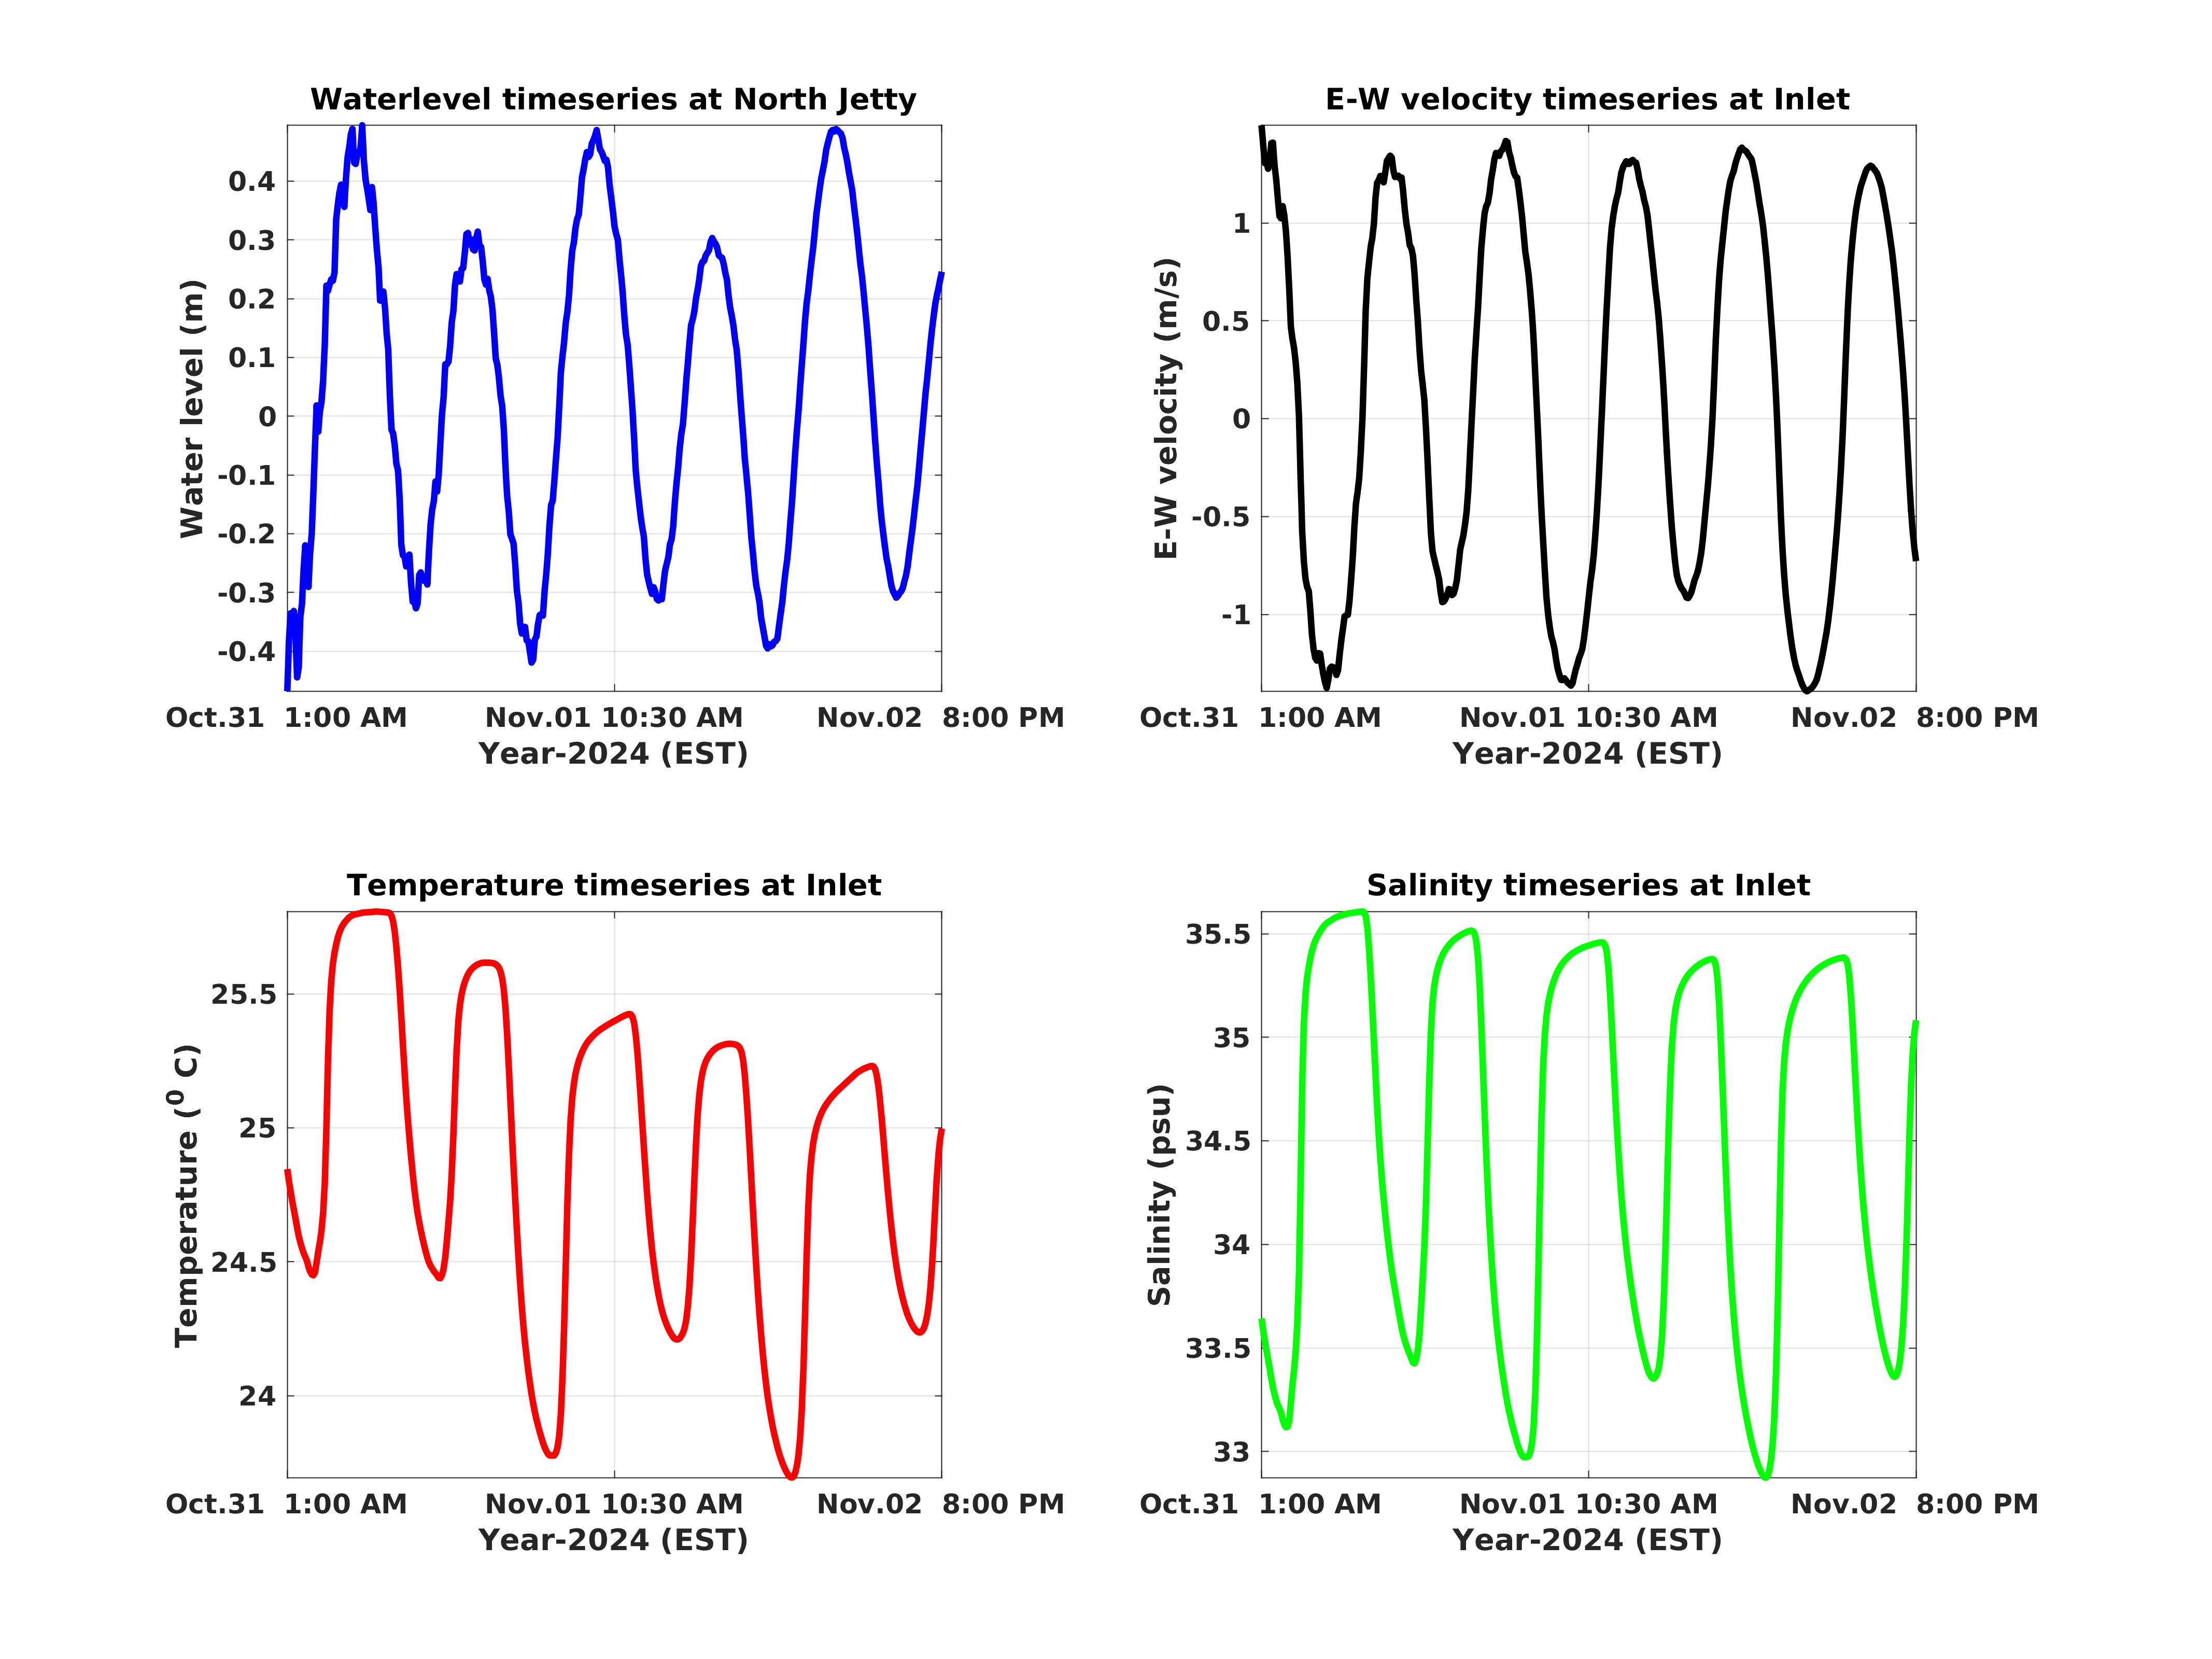 Waterlevel timeseries at North Jetty
0.4
0.3
0.2
0.1
0
-0.1
-0.2
-0.3
-0.4
Water level (m)
Oct.31 1:00 AM Nov.01 10:30 AM Nov.02 8:00 PM
Year-2024 (EST)
E-W velocity timeseries at Inlet
1
0.5
0
-0.5
-1
E-W velocity (m/s)
Oct.31 1:00 AM Nov.01 10:30 AM Nov.02 8:00 PM
Year-2024 (EST)
Temperature timeseries at Inlet
25.5
25
24.5
24
Temperature (⁰ C)
Oct.31 1:00 AM Nov.01 10:30 AM Nov.02 8:00 PM
Year-2024 (EST)
Salinity timeseries at Inlet
35.5
35
34.5
34
33.5
33
Salinity (psu)
Oct.31 1:00 AM Nov.01 10:30 AM Nov.02 8:00 PM
Year-2024 (EST)